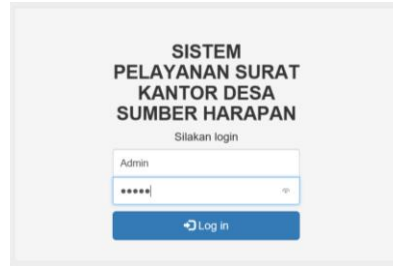 SISTEM
PELAYANAN SURAT
KANTOR DESA
SUMBER HARAPAN
Silakan login
Admin
•••••
Log in